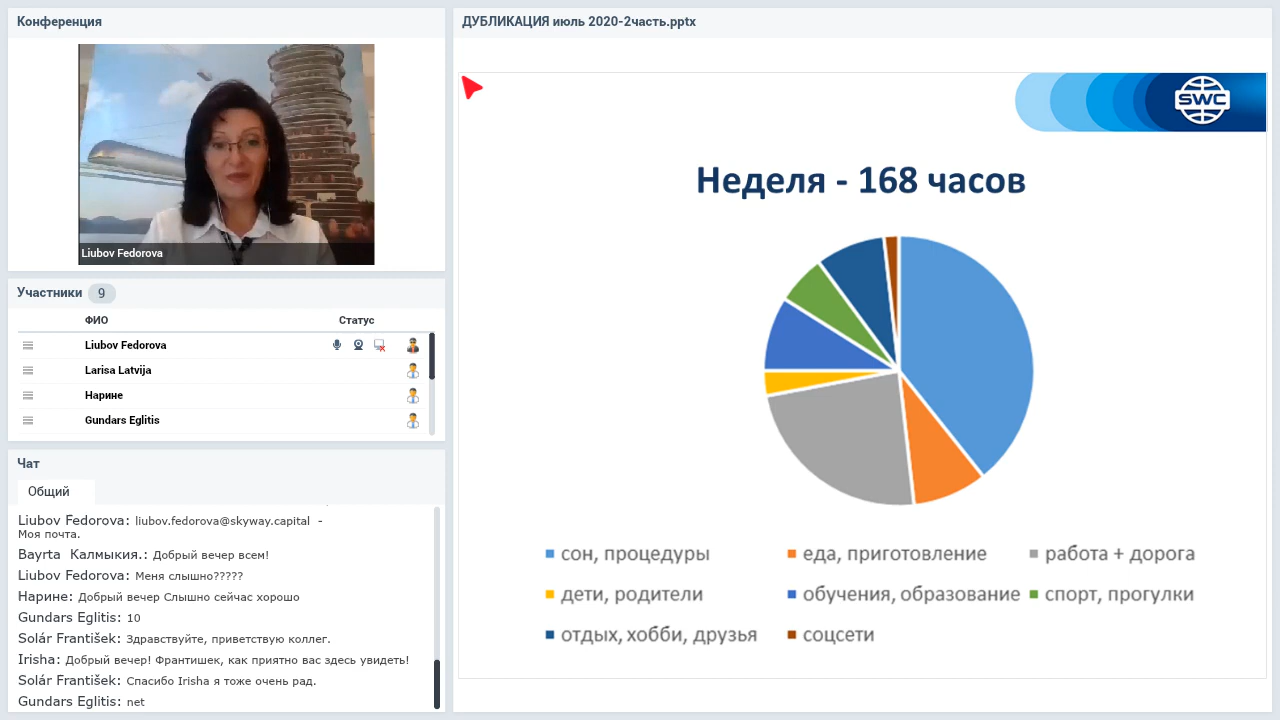 Конференция
Liubov Fedorova
Участники 9
ФИО Статус
Liubov Fedorova
Larisa Latvija
Нарине
Gundars Eglitis
Чат
Общий
Liubov Fedorova: liubov.fedorova@skyway.capital -
Моя почта.
Bayrta Калмыкия.: Добрый вечер всем!
Liubov Fedorova: Меня слышно?????
Нарине: Добрый вечер Слышно сейчас хорошо
Gundars Eglitis: 10
Solár František: Здравствуйте, приветствую коллег.
Irisha: Добрый вечер! Франтишек, как приятно вас здесь увидеть!
Solár František: Спасибо Irisha я тоже очень рад.
Gundars Eglitis: net
ДУБЛИКАЦИЯ июль 2020-2часть.pptx
SWC
Неделя - 168 часов
сон, процедуры
еда, приготовление
работа + дорога
дети, родители
обучения, образование
спорт, прогулки
отдых, хобби, друзья
соцсети